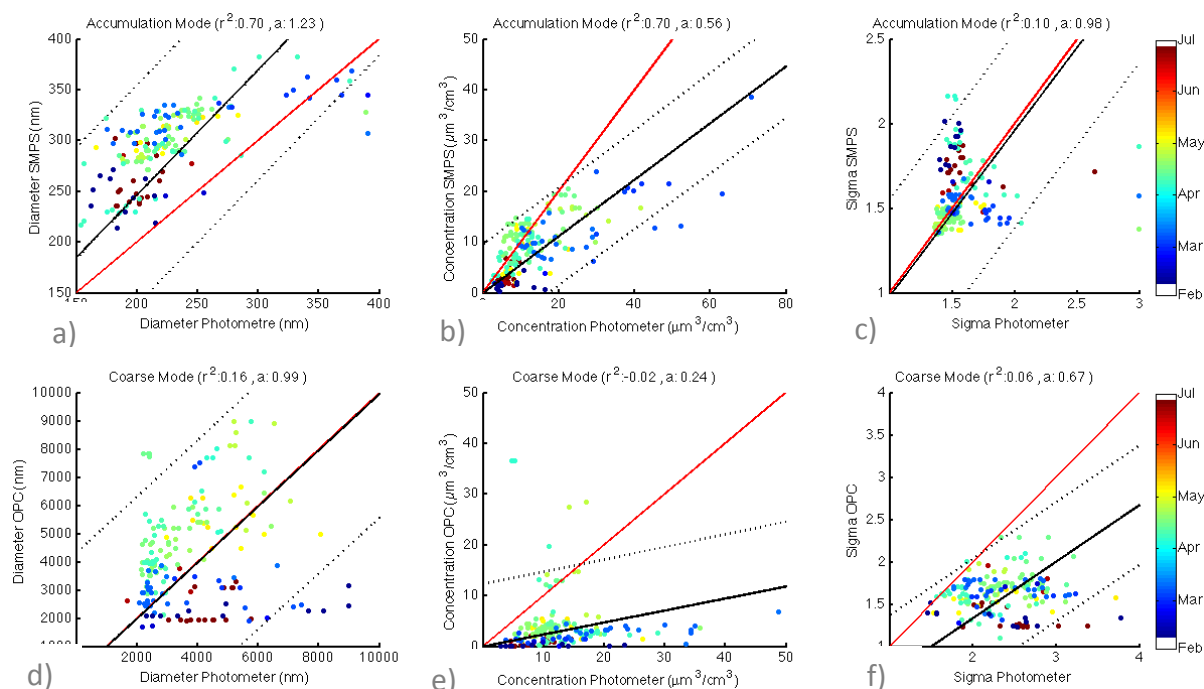 Accumulation Mode (r²:0.70 , a:1.23)
400
350
300
250
200
150
Diameter SMPS (nm)
150 200 250 300 350 400
Diameter Photometre (nm)
a)
Accumulation Mode (r²:0.70 , a:0.56)
50
40
30
20
10
0
Concentration SMPS (μm³/cm³)
0 20 40 60 80
Concentration Photometer (μm³/cm³)
b)
Accumulation Mode (r²:0.10 , a:0.98)
2.5
2
1.5
1
Sigma SMPS
1.5 2 2.5 3
Sigma Photometer
c)
Jul
Jun
May
Apr
Mar
Feb
Coarse Mode (r²:0.16 , a:0.99)
10000
9000
8000
7000
6000
5000
4000
3000
2000
1000
Diameter OPC (nm)
2000 4000 6000 8000 10000
Diameter Photometer (nm)
d)
Coarse Mode (r²:-0.02 , a:0.24)
50
40
30
20
10
0
Concentration OPC (μm³/cm³)
10 20 30 40 50
Concentration Photometer (μm³/cm³)
e)
Coarse Mode (r²:0.06 , a:0.67)
4
3.5
3
2.5
2
1.5
1
Sigma OPC
2 3 4
Sigma Photometer
f)
Jul
Jun
May
Apr
Mar
Feb